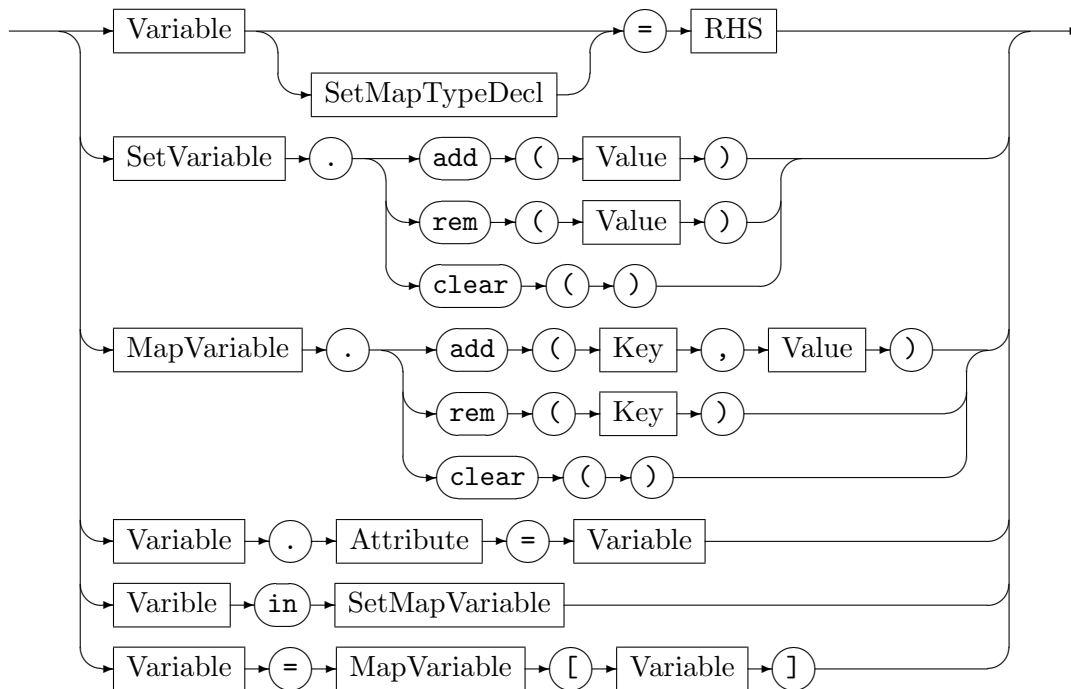 Variable = RHS
SetMapTypeDecl
SetVariable . add ( Value )
rem ( Value )
clear ( )
MapVariable . add ( Key , Value )
rem ( Key )
clear ( )
Variable . Attribute = Variable
Varible in SetMapVariable
Variable = MapVariable [ Variable ]